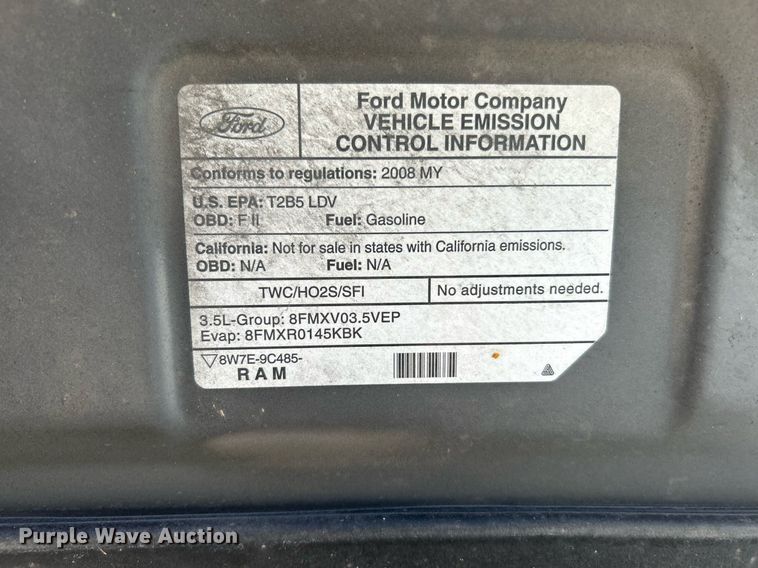 Ford
Ford Motor Company
VEHICLE EMISSION
CONTROL INFORMATION
Conforms to regulations: 2008 MY
U.S. EPA: T2B5 LDV
OBD: F II Fuel: Gasoline
California: Not for sale in states with California emissions.
OBD: N/A Fuel: N/A
TWC/HO2S/SFI No adjustments needed.
3.5L-Group: 8FMXV03.5VEP
Evap: 8FMXR0145KBK
8W7E-9C485-
RAM
Purple Wave Auction